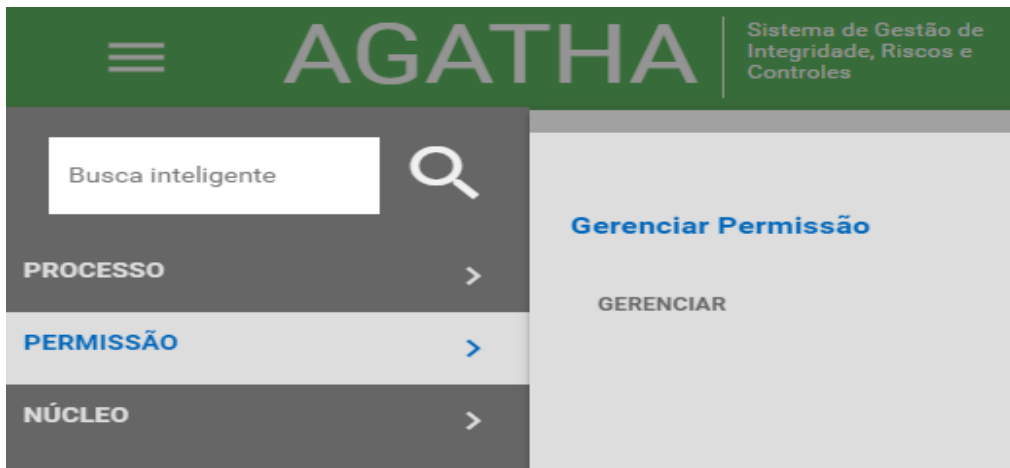 AGATHA
Sistema de Gestão de
Integridade, Riscos e
Controles
Busca inteligente
PROCESSO
PERMISSÃO
NÚCLEO
Gerenciar Permissão
GERENCIAR